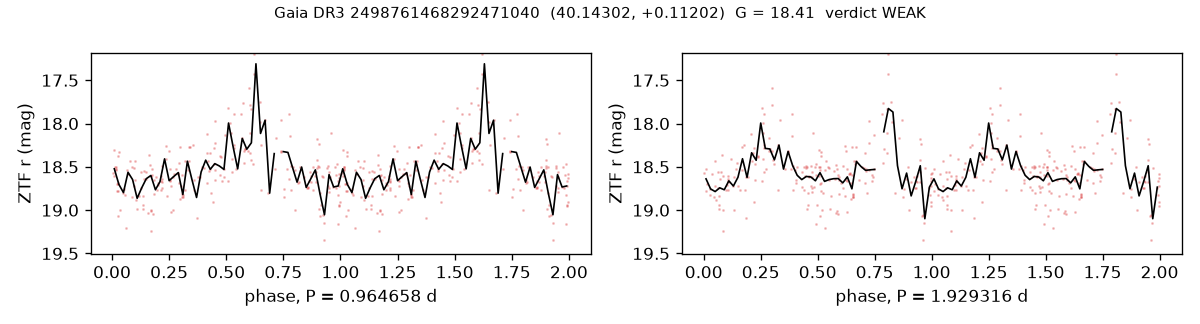 Gaia DR3 2498761468292471040  (40.14302, +0.11202)  G = 18.41  verdict WEAK
ZTF r (mag)
17.5
18.0
18.5
19.0
19.5
0.00 0.25 0.50 0.75 1.00 1.25 1.50 1.75 2.00
phase, P = 0.964658 d
ZTF r (mag)
17.5
18.0
18.5
19.0
19.5
0.00 0.25 0.50 0.75 1.00 1.25 1.50 1.75 2.00
phase, P = 1.929316 d